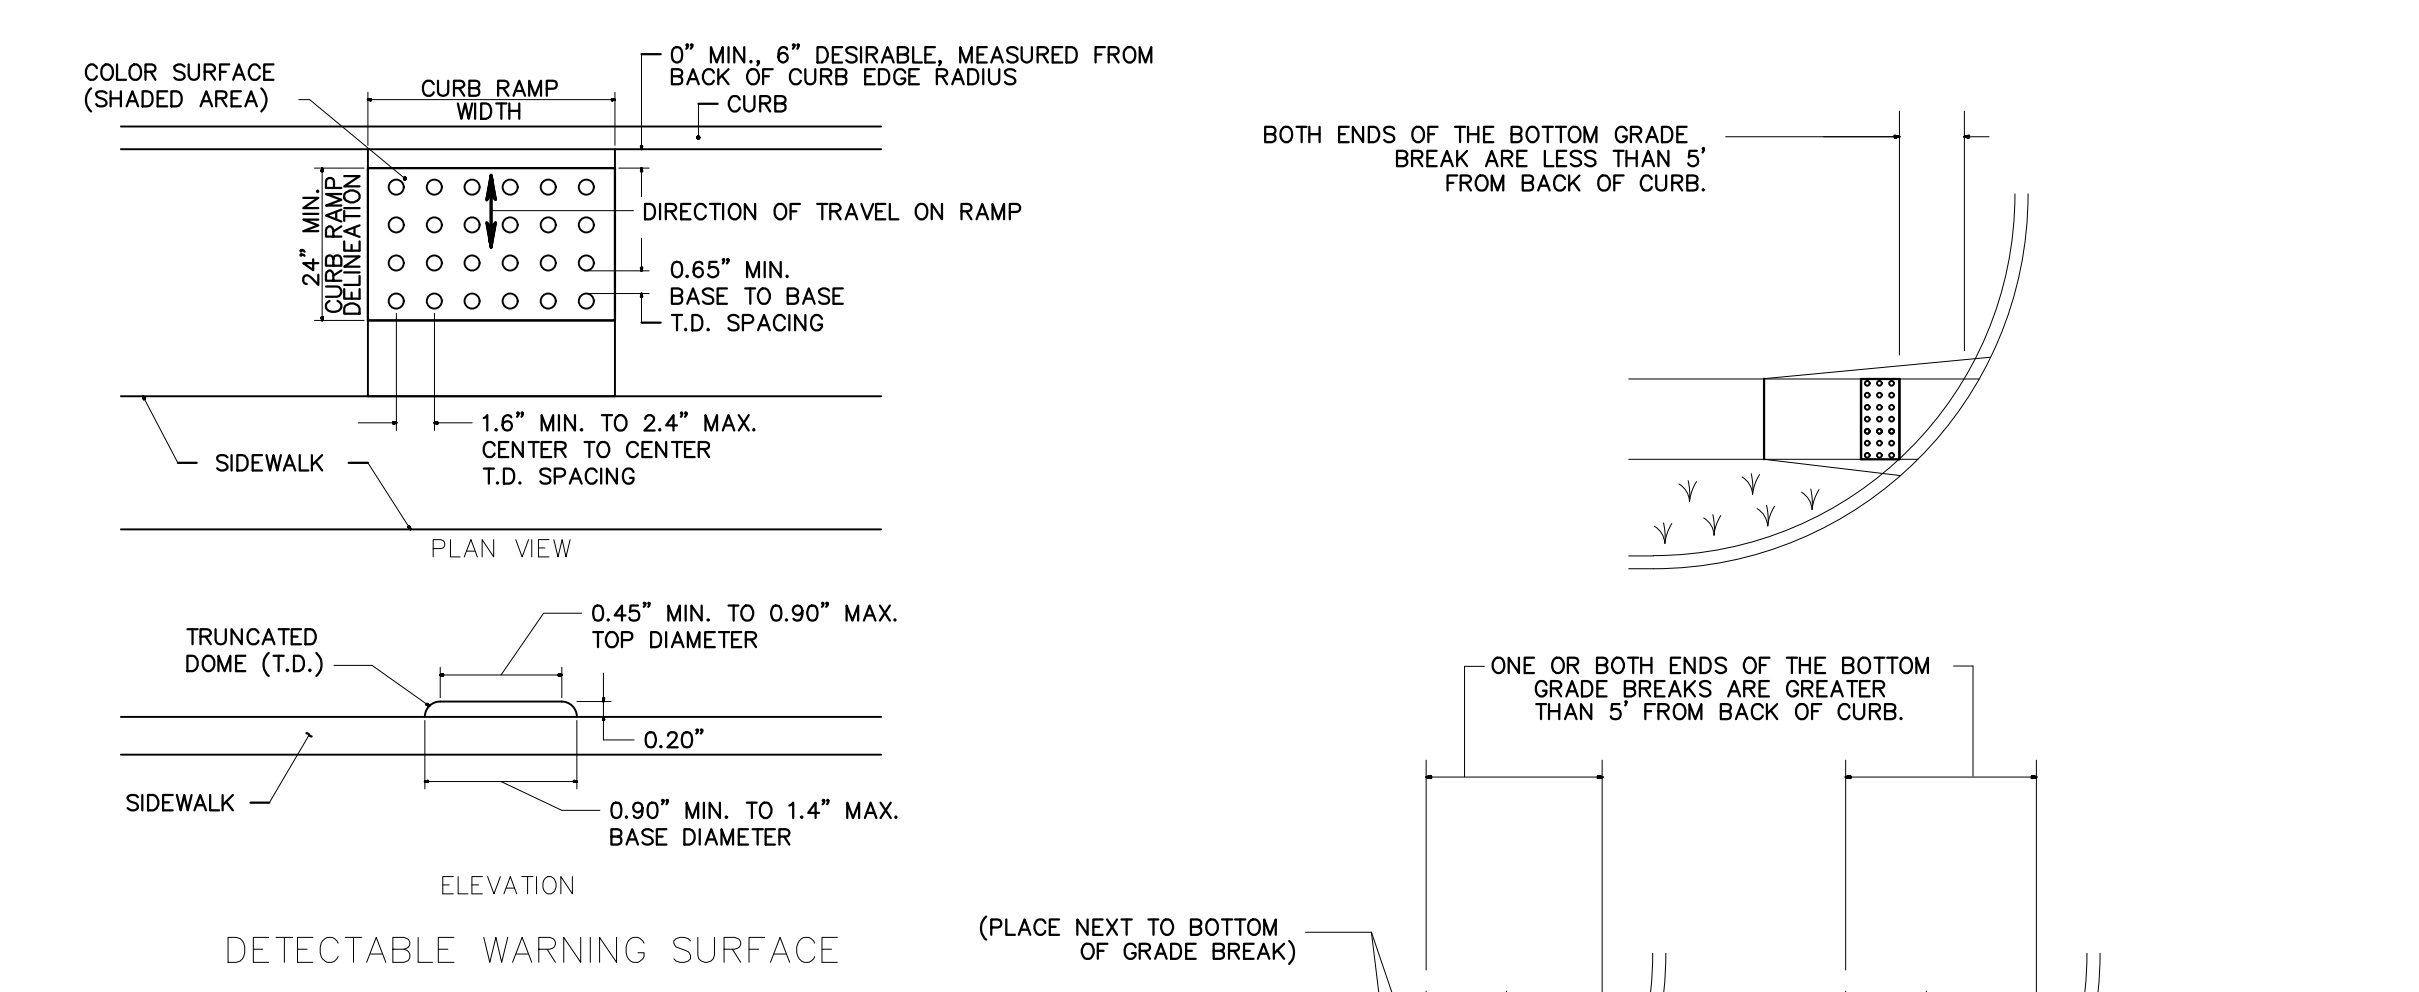 COLOR SURFACE
(SHADED AREA)
CURB RAMP
WIDTH
0" MIN., 6" DESIRABLE, MEASURED FROM
BACK OF CURB EDGE RADIUS
CURB
24" MIN.
CURB RAMP
DELINEATION
DIRECTION OF TRAVEL ON RAMP
0.65" MIN.
BASE TO BASE
T.D. SPACING
1.6" MIN. TO 2.4" MAX.
CENTER TO CENTER
T.D. SPACING
SIDEWALK
PLAN VIEW
0.45" MIN. TO 0.90" MAX.
TOP DIAMETER
TRUNCATED
DOME (T.D.)
0.20"
SIDEWALK
0.90" MIN. TO 1.4" MAX.
BASE DIAMETER
ELEVATION
DETECTABLE WARNING SURFACE
BOTH ENDS OF THE BOTTOM GRADE
BREAK ARE LESS THAN 5'
FROM BACK OF CURB.
ONE OR BOTH ENDS OF THE BOTTOM
GRADE BREAKS ARE GREATER
THAN 5' FROM BACK OF CURB.
(PLACE NEXT TO BOTTOM
OF GRADE BREAK)